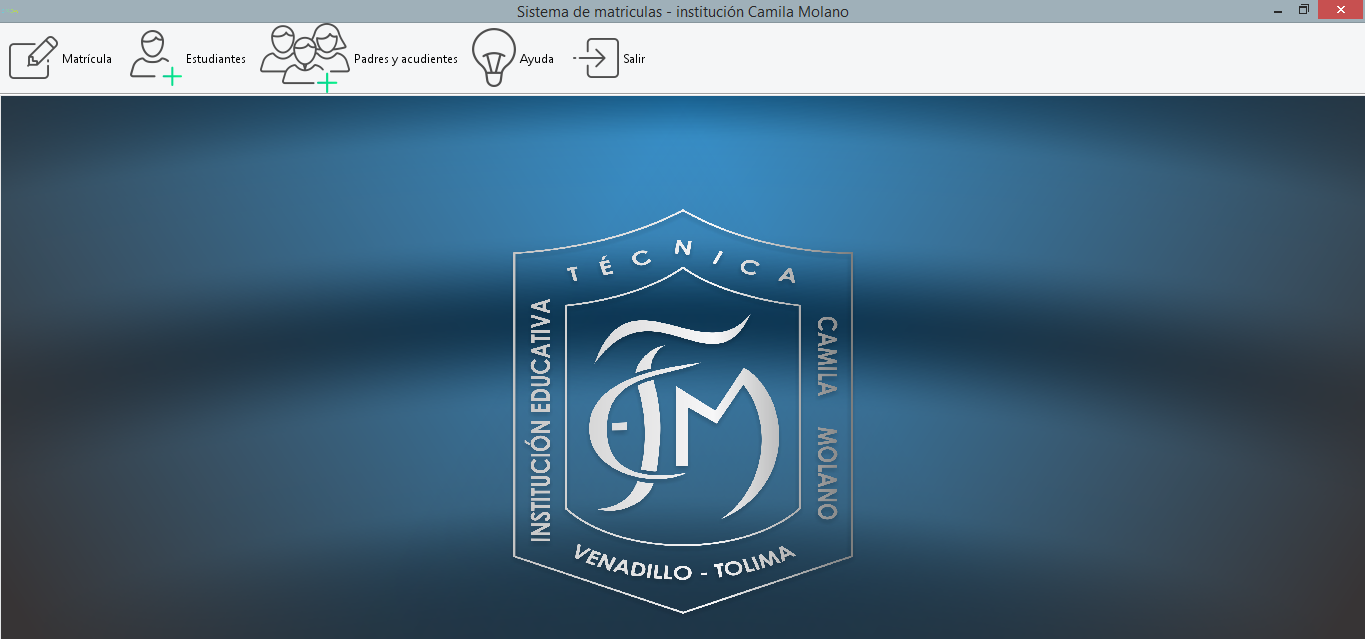 Sistema de matriculas - institución Camila Molano
Matrícula
Estudiantes
Padres y acudientes
Ayuda
Salir
TÉCNICA
INSTITUCIÓN EDUCATIVA
CAMILA MOLANO
VENADILLO - TOLIMA